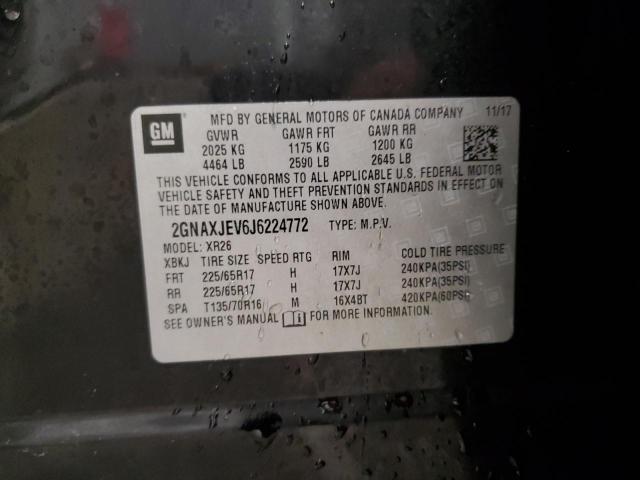 GM
MFD BY GENERAL MOTORS OF CANADA COMPANY 11/17
GVWR GAWR FRT GAWR RR
2025 KG 1175 KG 1200 KG
4464 LB 2590 LB 2645 LB
THIS VEHICLE CONFORMS TO ALL APPLICABLE U.S. FEDERAL MOTOR
VEHICLE SAFETY AND THEFT PREVENTION STANDARDS IN EFFECT ON
THE DATE OF MANUFACTURE SHOWN ABOVE.
2GNAXJEV6J6224772 TYPE: M.P.V.
MODEL: XR26
XBKJ TIRE SIZE SPEED RTG RIM COLD TIRE PRESSURE
FRT 225/65R17 H 17X7J 240KPA(35PSI)
RR 225/65R17 H 17X7J 240KPA(35PSI)
SPA T135/70R16 M 16X4BT 420KPA(60PSI)
SEE OWNER'S MANUAL FOR MORE INFORMATION.